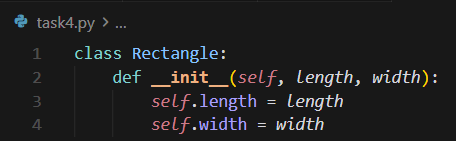 task4.py > ...
1 class Rectangle:
2     def __init__(self, length, width):
3         self.length = length
4         self.width = width